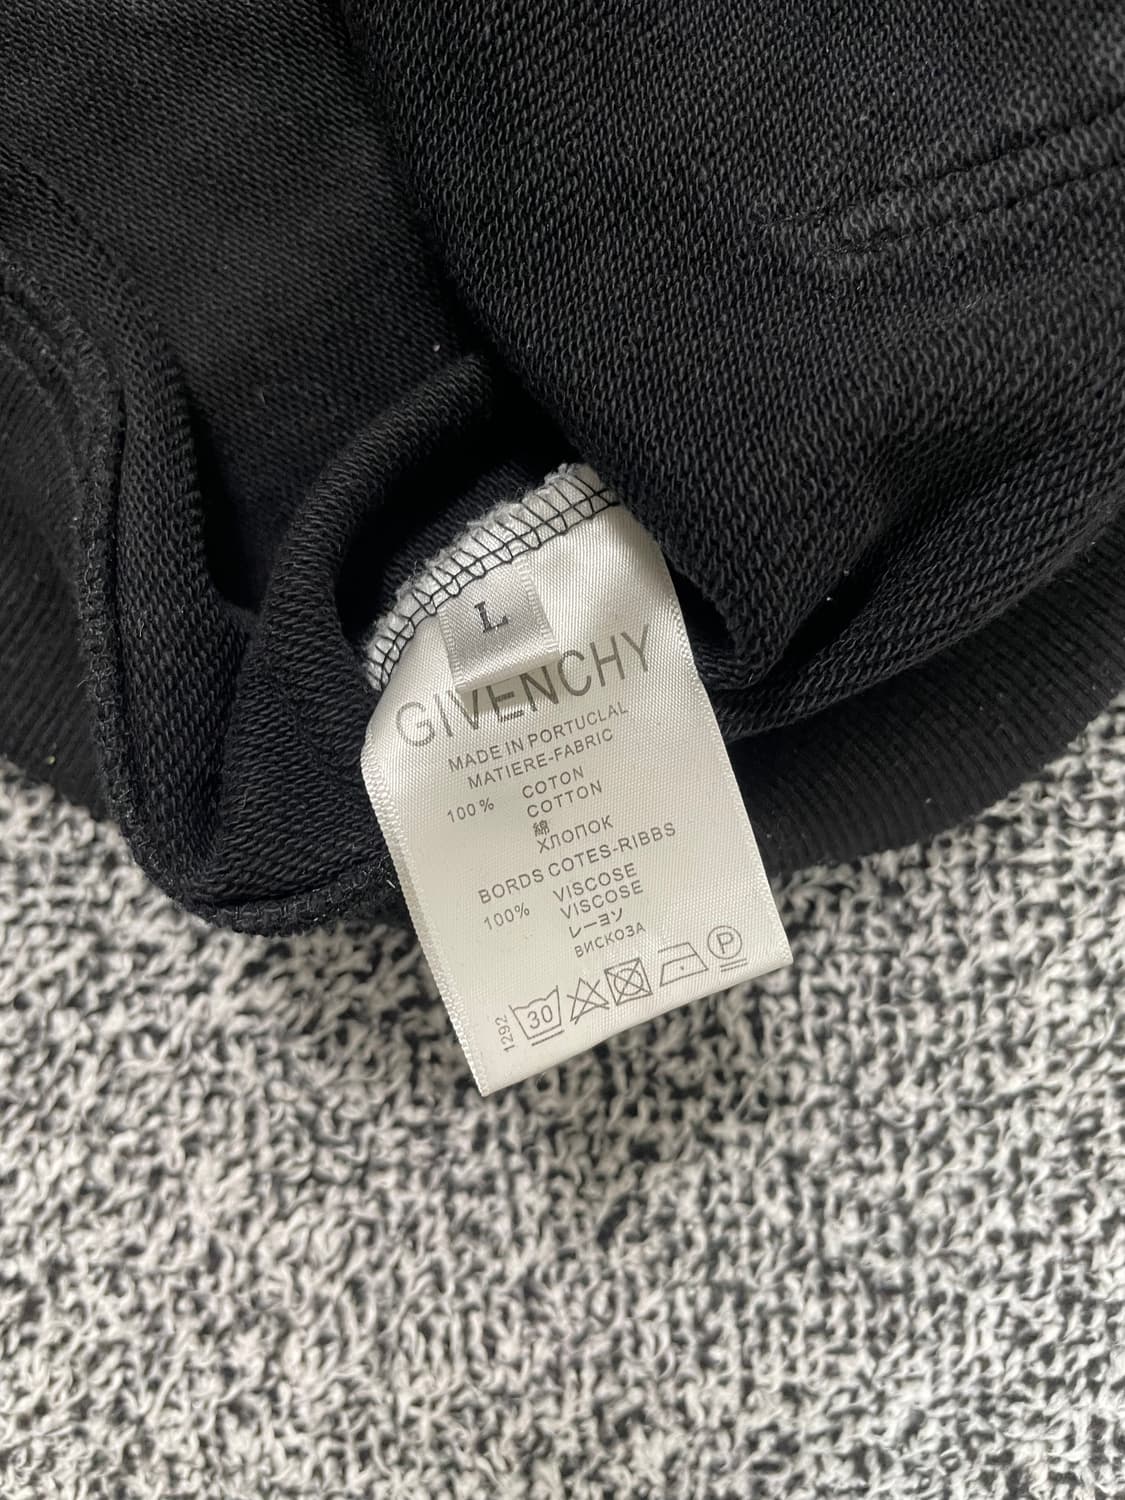 L
GIVENCHY
MADE IN PORTUCLAL
MATIERE-FABRIC
100% COTON
COTTON
綿
ХЛОПОК
BORDS COTES-RIBBS
100% VISCOSE
VISCOSE
レーヨン
ВИСКОЗА
30
P
1292